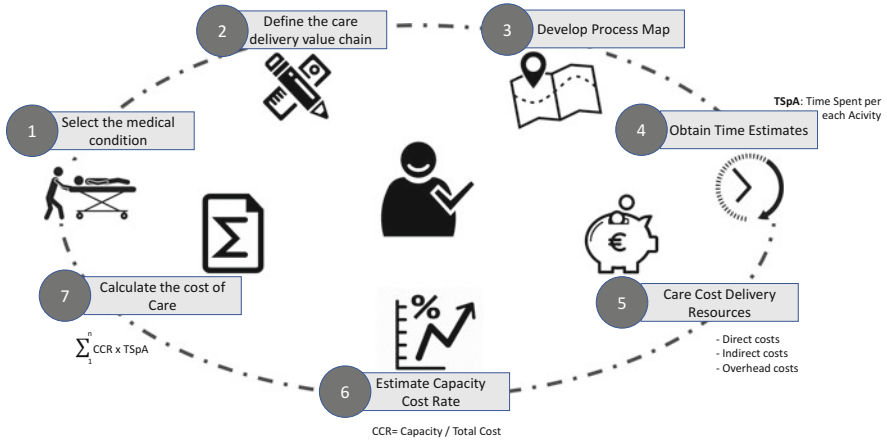 1
Select the medical
condition
2
Define the care
delivery value chain
3
Develop Process Map
TSpA: Time Spent per
each Acivity
4
Obtain Time Estimates
5
Care Cost Delivery
Resources
- Direct costs
- Indirect costs
- Overhead costs
€
6
Estimate Capacity
Cost Rate
%
CCR= Capacity / Total Cost
7
Calculate the cost of
Care
Σ
n
∑ CCR x TSpA
1